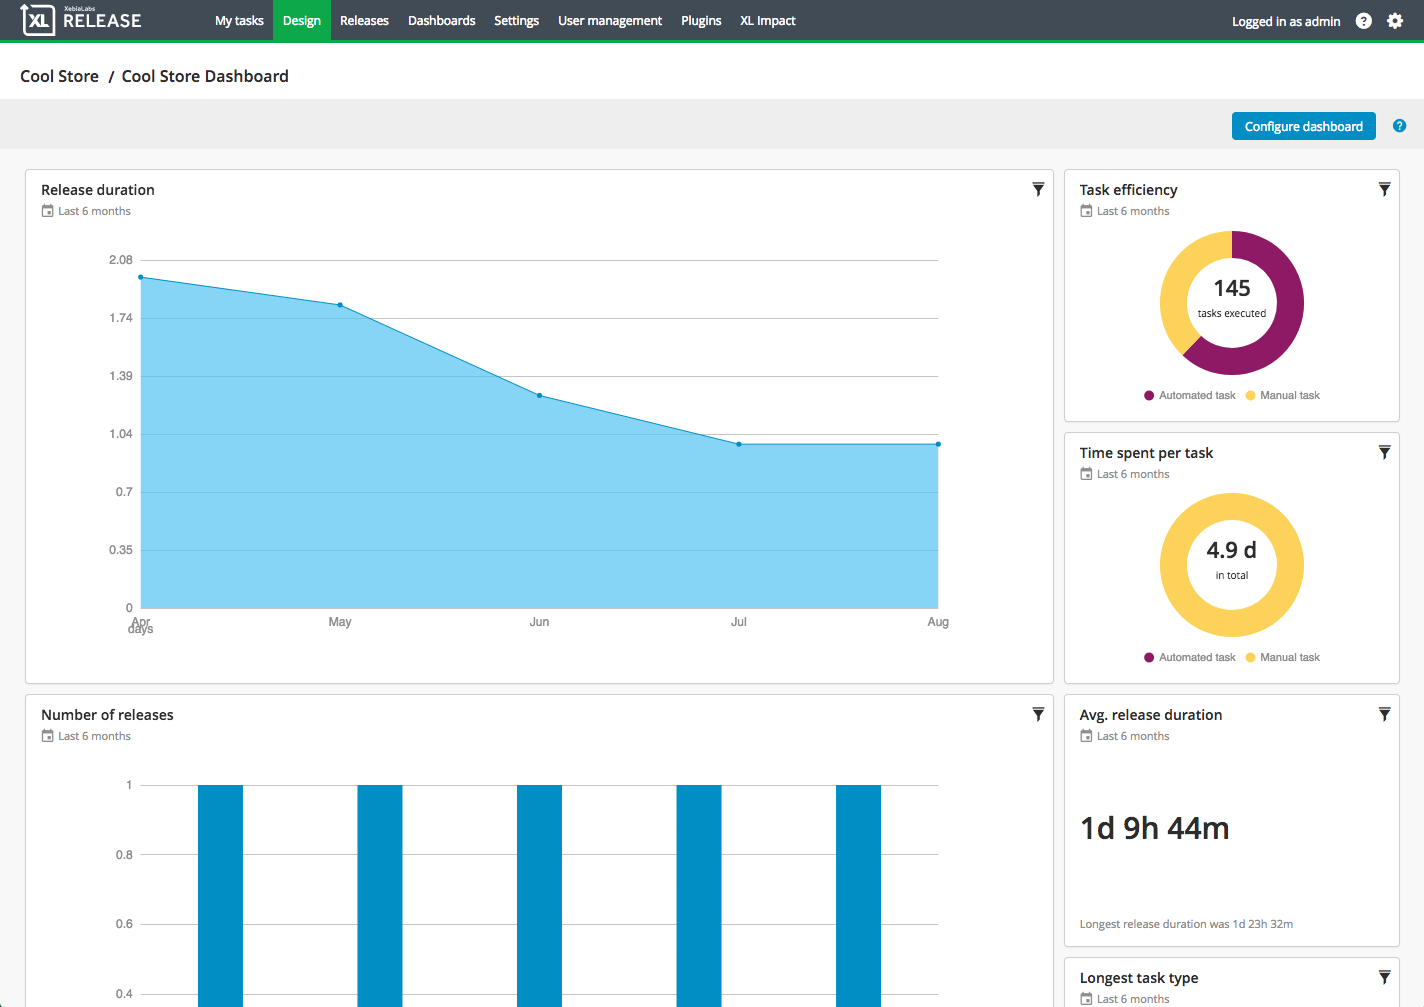 XebiaLabs
XL RELEASE
My tasks Design Releases Dashboards Settings User management Plugins XL Impact
Logged in as admin ?
Cool Store / Cool Store Dashboard
Configure dashboard ?
Release duration
Last 6 months
2.08
1.74
1.39
1.04
0.7
0.35
0
Apr May Jun Jul Aug
days
Task efficiency
Last 6 months
145
tasks executed
Automated task Manual task
Time spent per task
Last 6 months
4.9 d
in total
Automated task Manual task
Number of releases
Last 6 months
1
0.8
0.6
0.4
Avg. release duration
Last 6 months
1d 9h 44m
Longest release duration was 1d 23h 32m
Longest task type
Last 6 months